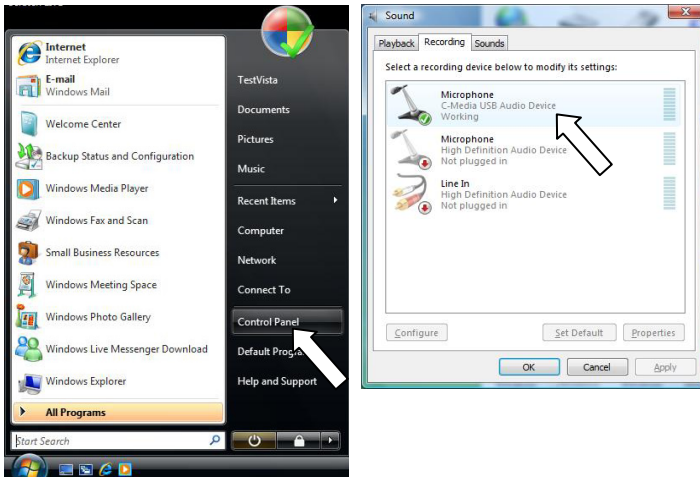 Internet
Internet Explorer
E-mail
Windows Mail
Welcome Center
Backup Status and Configuration
Windows Media Player
Windows Fax and Scan
Small Business Resources
Windows Meeting Space
Windows Photo Gallery
Windows Live Messenger Download
Windows Explorer
All Programs
Start Search
TestVista
Documents
Pictures
Music
Recent Items
Computer
Network
Connect To
Control Panel
Default
Help and Support
Sound
Playback Recording Sounds
Select a recording device below to modify its settings:
Microphone
C-Media USB Audio Device
Working
Microphone
High Definition Audio Device
Not plugged in
Line In
High Definition Audio Device
Not plugged in
Configure Set Default Properties
OK Cancel Apply